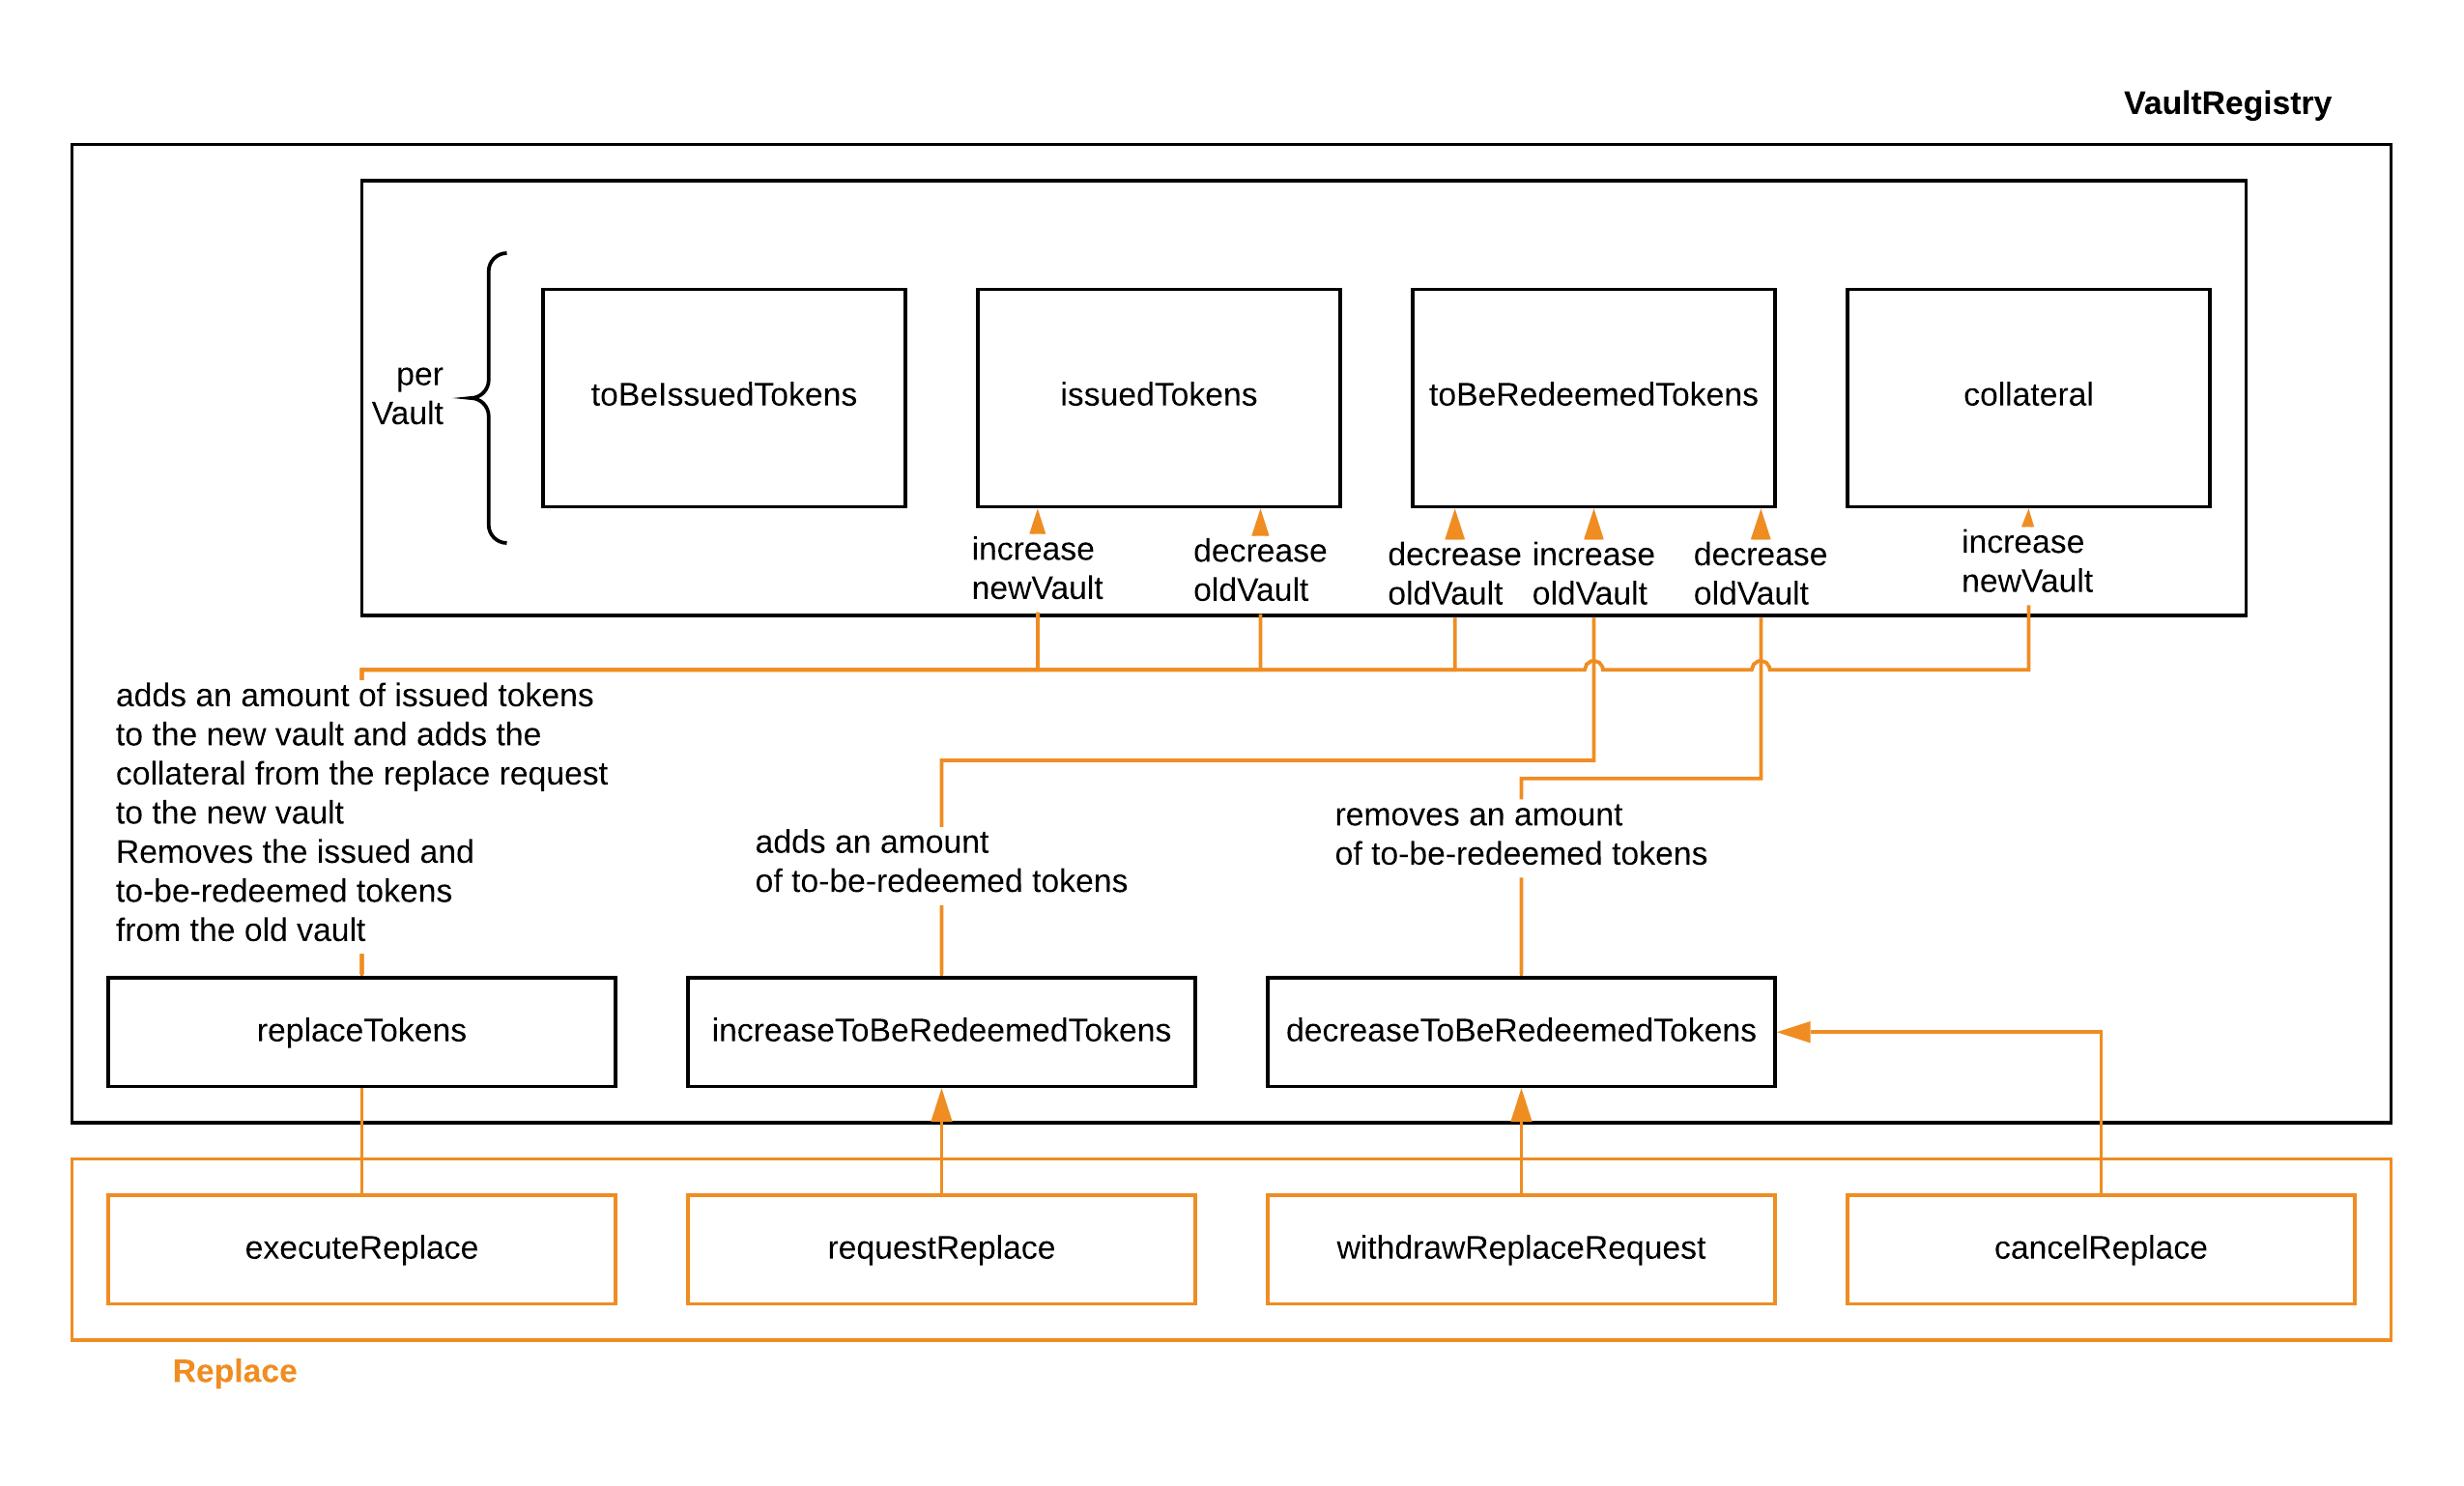 VaultRegistry
per
Vault
toBeIssuedTokens
issuedTokens
toBeRedeemedTokens
collateral
increase
newVault
decrease
oldVault
decrease
oldVault
increase
oldVault
decrease
oldVault
increase
newVault
adds an amount of issued tokens
to the new vault and adds the
collateral from the replace request
to the new vault
Removes the issued and
to-be-redeemed tokens
from the old vault
adds an amount
of to-be-redeemed tokens
removes an amount
of to-be-redeemed tokens
replaceTokens
increaseToBeRedeemedTokens
decreaseToBeRedeemedTokens
executeReplace
requestReplace
withdrawReplaceRequest
cancelReplace
Replace